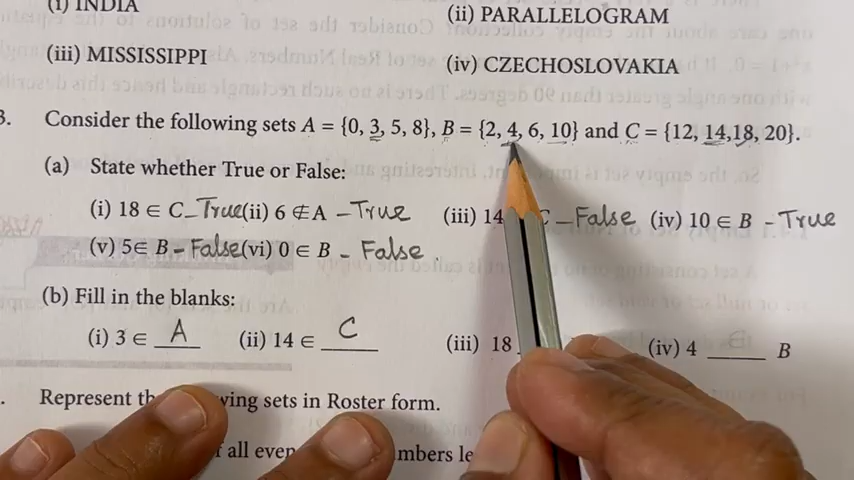 (i) INDIA (ii) PARALLELOGRAM
(iii) MISSISSIPPI (iv) CZECHOSLOVAKIA
3. Consider the following sets A = {0, 3, 5, 8}, B = {2, 4, 6, 10} and C = {12, 14,18, 20}.
(a) State whether True or False:
(i) 18 ∈ C - True (ii) 6 ∉ A - True (iii) 14 C - False (iv) 10 ∈ B - True
(v) 5∈ B - False (vi) 0 ∈ B - False .
(b) Fill in the blanks:
(i) 3 ∈ A (ii) 14 ∈ C (iii) 18 (iv) 4 ∈ B
. Represent th wing sets in Roster form.
all even mbers le